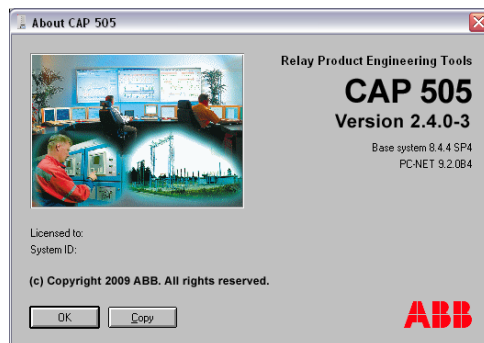 About CAP 505
Relay Product Engineering Tools
CAP 505
Version 2.4.0-3
Base system 8.4.4 SP4
PC-NET 9.2.0B4
Licensed to:
System ID:
(c) Copyright 2009 ABB. All rights reserved.
OK
Copy
ABB